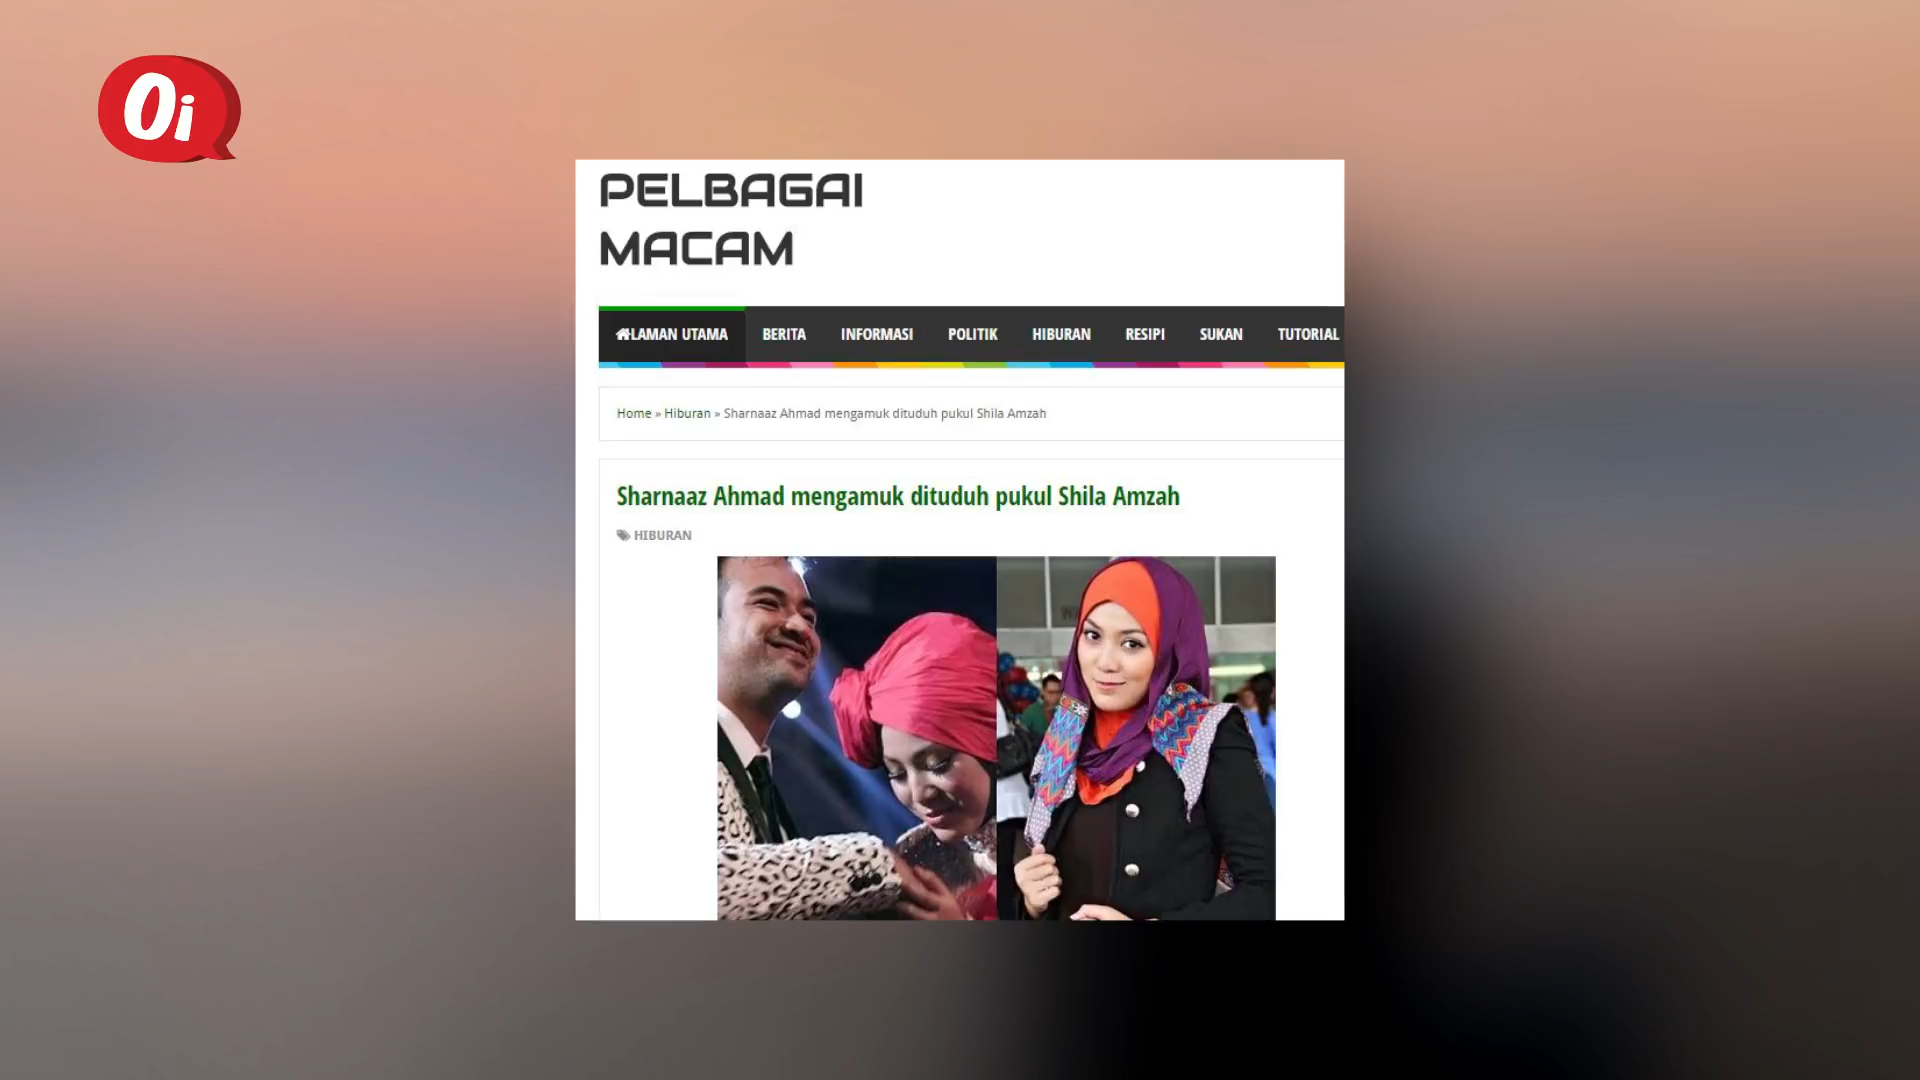 Oi
PELBAGAI
MACAM
LAMAN UTAMA BERITA INFORMASI POLITIK HIBURAN RESIPI SUKAN TUTORIAL
Home » Hiburan » Sharnaaz Ahmad mengamuk dituduh pukul Shila Amzah
Sharnaaz Ahmad mengamuk dituduh pukul Shila Amzah
HIBURAN